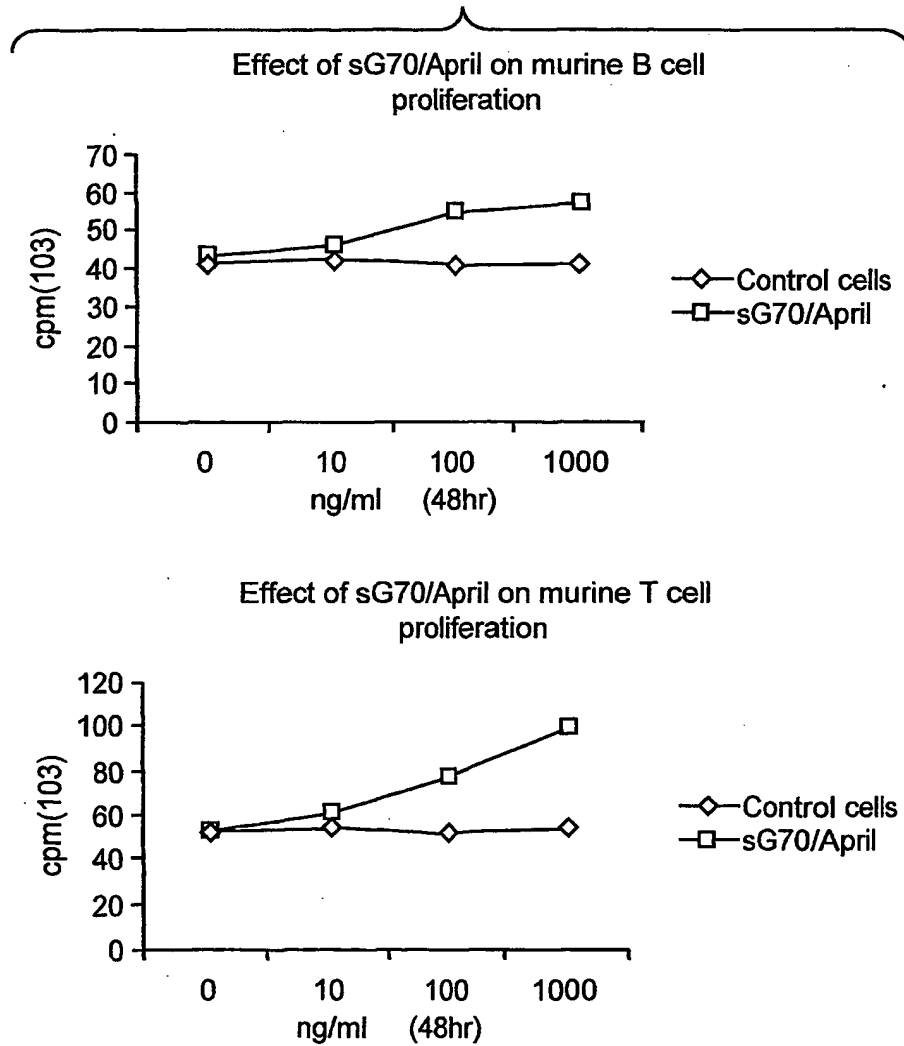 Effect of sG70/April on murine B cell
proliferation
cpm(103)
70
60
50
40
30
20
10
0
0 10 100 1000
ng/ml (48hr)
Control cells
sG70/April
Effect of sG70/April on murine T cell
proliferation
cpm(103)
120
100
80
60
40
20
0
0 10 100 1000
ng/ml (48hr)
Control cells
sG70/April